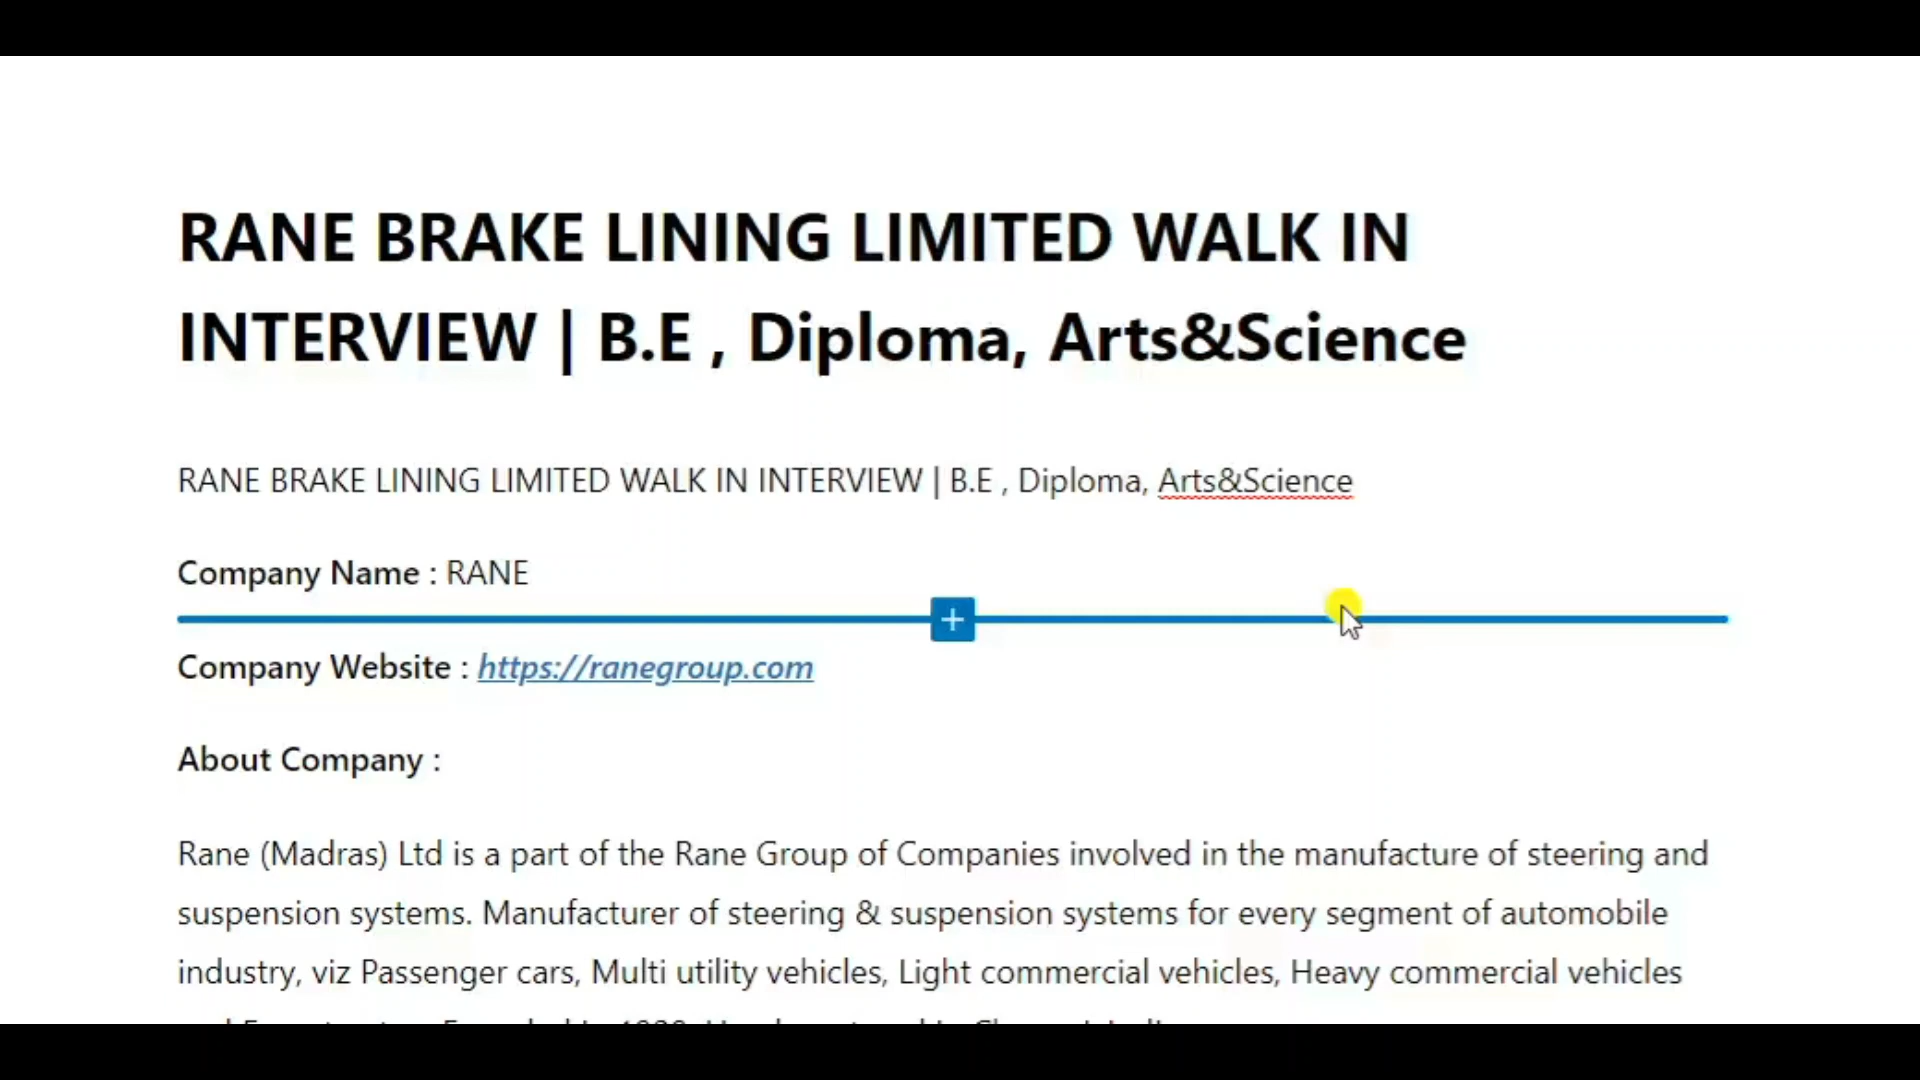 RANE BRAKE LINING LIMITED WALK IN
INTERVIEW | B.E , Diploma, Arts&Science
RANE BRAKE LINING LIMITED WALK IN INTERVIEW | B.E , Diploma, Arts&Science
Company Name : RANE
Company Website : https://ranegroup.com
About Company :
Rane (Madras) Ltd is a part of the Rane Group of Companies involved in the manufacture of steering and
suspension systems. Manufacturer of steering & suspension systems for every segment of automobile
industry, viz Passenger cars, Multi utility vehicles, Light commercial vehicles, Heavy commercial vehicles